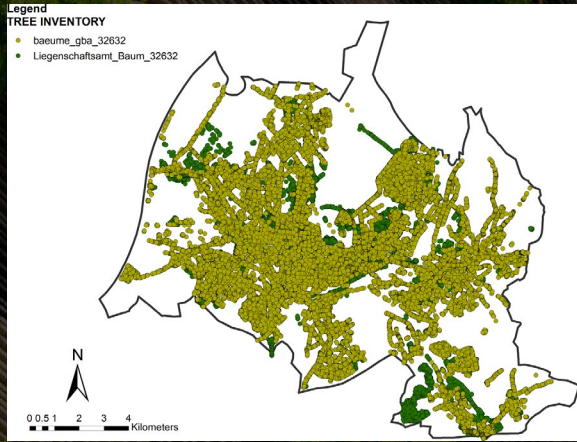 Legend
TREE INVENTORY
baeume_gba_32632
Liegenschaftsamt_Baum_32632
N
0 0.5 1 2 3 4
Kilometers